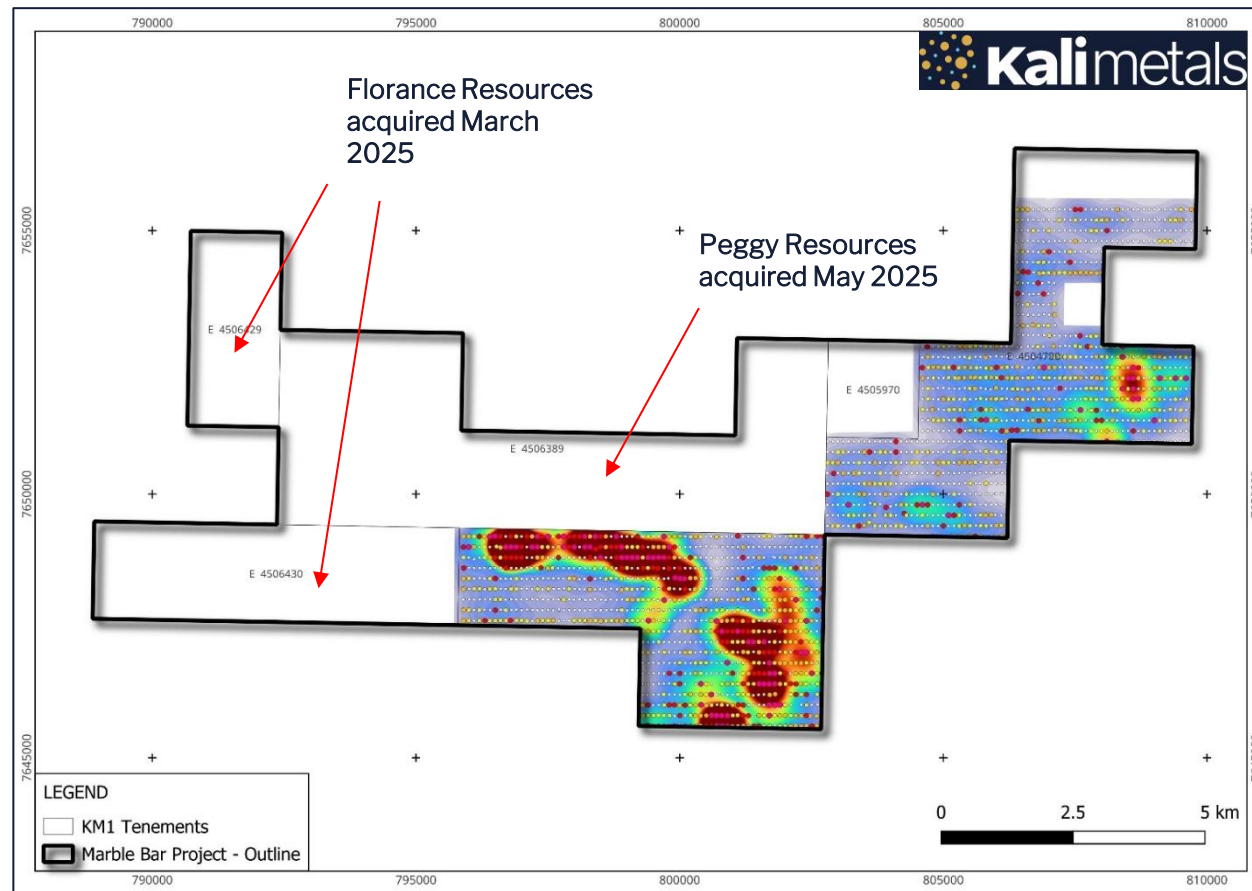 790000
795000
800000
805000
810000
Kalimetals
Florance Resources
acquired March
2025
7655000
Peggy Resources
acquired May 2025
E 4506429
E 4505970
E 4506389
7650000
E 4506430
7645000
LEGEND
KM1 Tenements
Marble Bar Project - Outline
0
2.5
5 km
790000
795000
800000
805000
810000